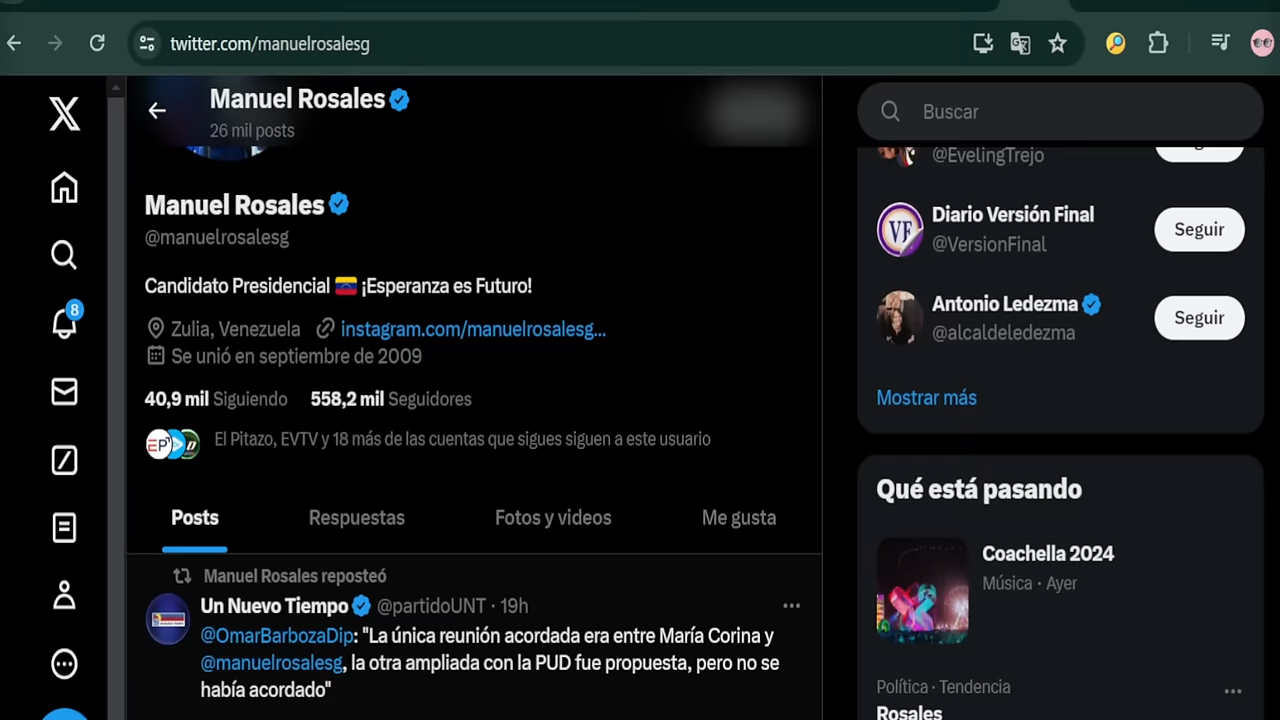 twitter.com/manuelrosalesg
Manuel Rosales
26 mil posts
Manuel Rosales
@manuelrosalesg
Candidato Presidencial 🇻🇪 ¡Esperanza es Futuro!
Zulia, Venezuela instagram.com/manuelrosalesg...
Se unió en septiembre de 2009
40,9 mil Siguiendo 558,2 mil Seguidores
EP
El Pitazo, EVTV y 18 más de las cuentas que sigues siguen a este usuario
Posts Respuestas Fotos y videos Me gusta
Manuel Rosales reposteó
Un Nuevo Tiempo @partidoUNT · 19h
@OmarBarbozaDip: "La única reunión acordada era entre María Corina y
@manuelrosalesg, la otra ampliada con la PUD fue propuesta, pero no se
había acordado"
8
Buscar
@EvelingTrejo
VF
Diario Versión Final
@VersionFinal
Seguir
Antonio Ledezma
@alcaldeledezma
Seguir
Mostrar más
Qué está pasando
Coachella 2024
Música · Ayer
Política · Tendencia
Rosales